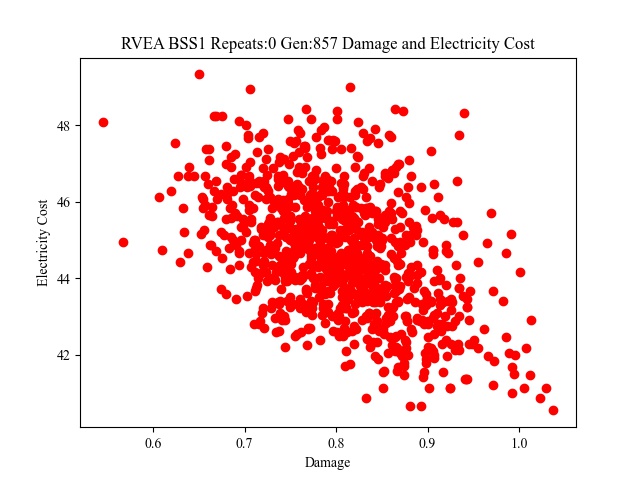 RVEA BSS1 Repeats:0 Gen:857 Damage and Electricity Cost
48
46
44
42
Electricity Cost
0.6 0.7 0.8 0.9 1.0
Damage